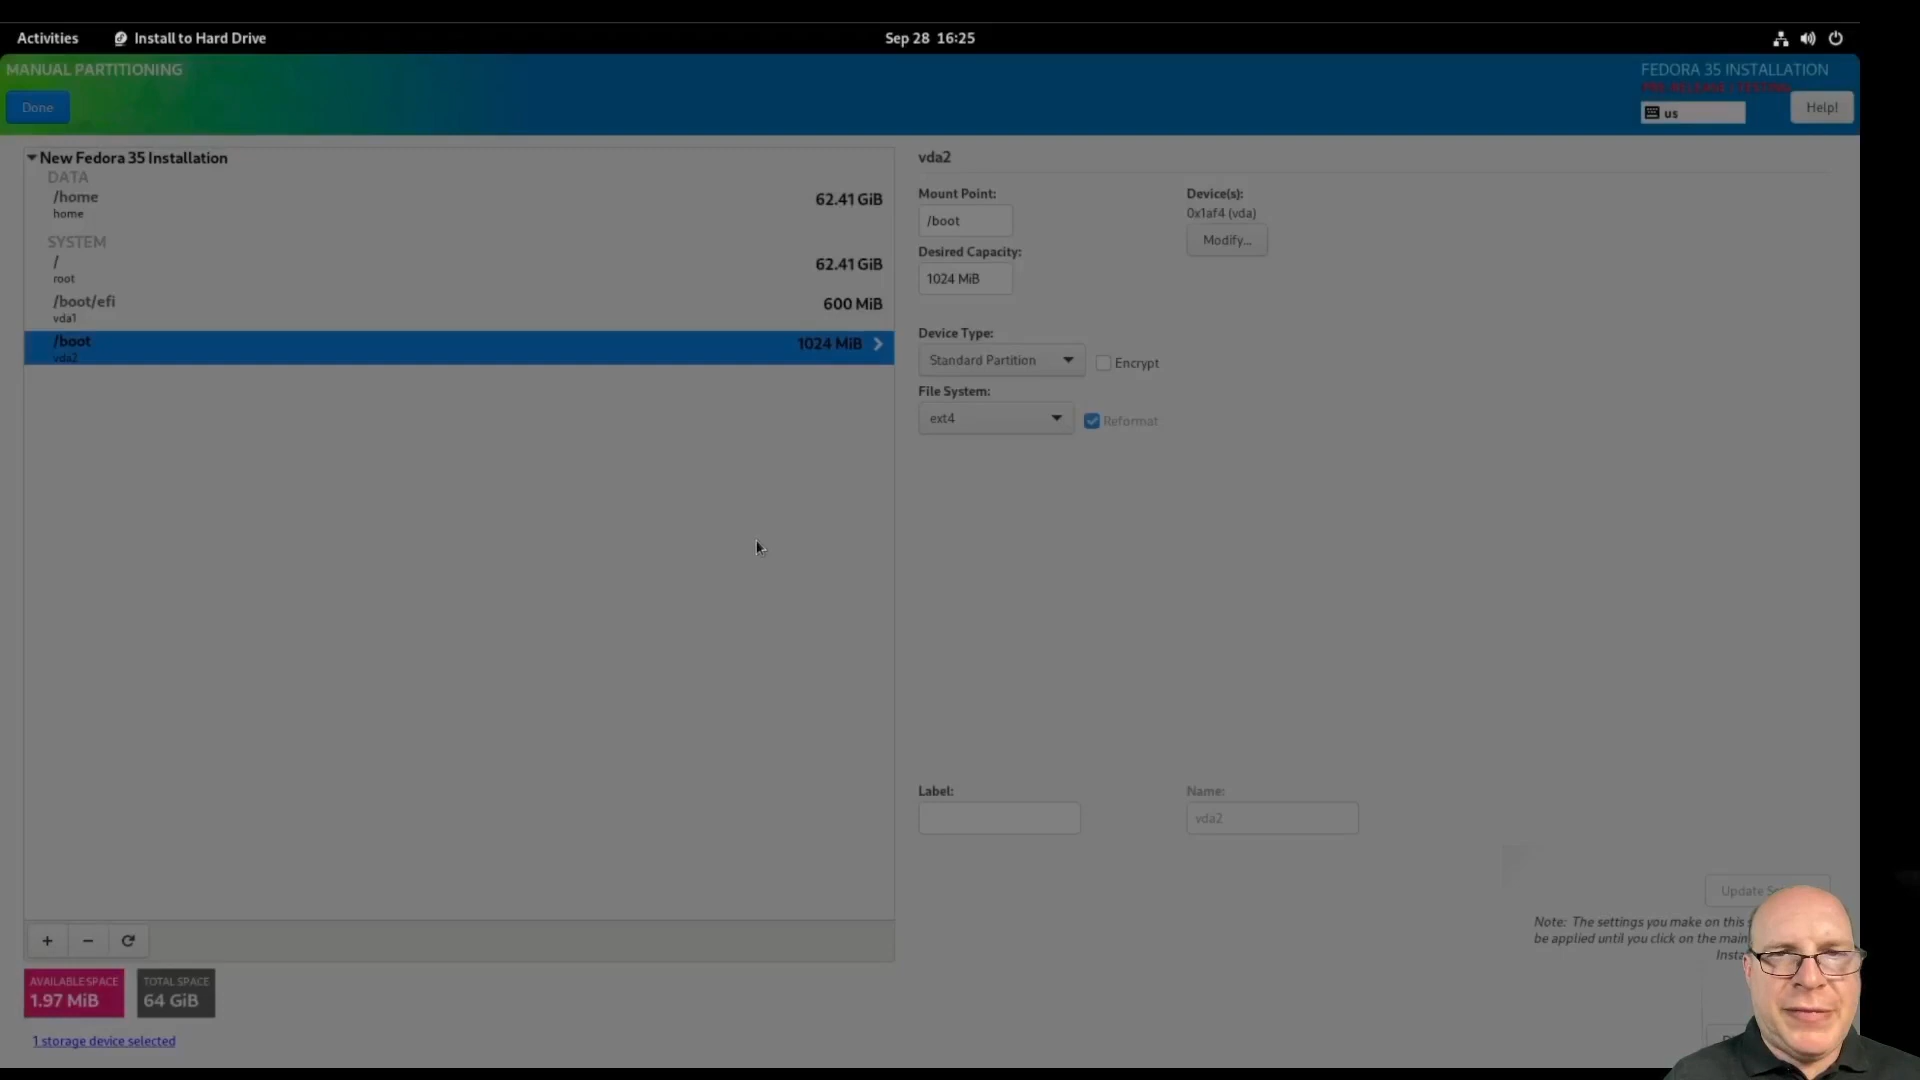 Activities Install to Hard Drive Sep 28 16:25
MANUAL PARTITIONING
FEDORA 35 INSTALLATION
PRE-RELEASE / TESTING
Done
us
Help!
New Fedora 35 Installation
DATA
/home
home
62.41 GiB
SYSTEM
/
root
62.41 GiB
/boot/efi
vda1
600 MiB
/boot
vda2
1024 MiB
vda2
Mount Point:
/boot
Device(s):
0x1af4 (vda)
Modify...
Desired Capacity:
1024 MiB
Device Type:
Standard Partition
Encrypt
File System:
ext4
Reformat
Label:
Name:
vda2
Update
Note: The settings you make on this
be applied until you click on the main
+ −
AVAILABLE SPACE
1.97 MiB
TOTAL SPACE
64 GiB
1 storage device selected